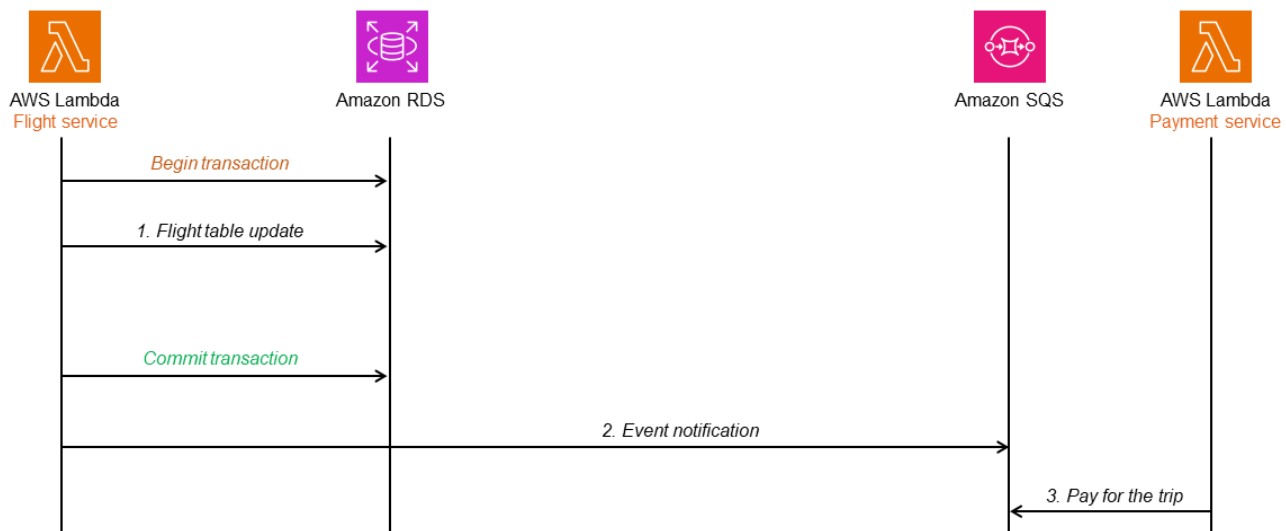 AWS Lambda
Flight service
Amazon RDS
Amazon SQS
AWS Lambda
Payment service
Begin transaction
1. Flight table update
Commit transaction
2. Event notification
3. Pay for the trip